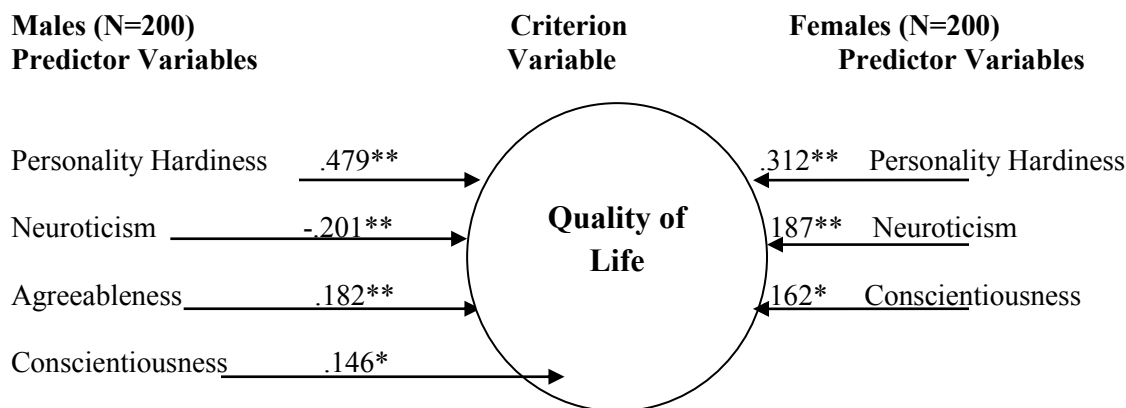 Males (N=200) Criterion Females (N=200)
Predictor Variables Variable Predictor Variables
Personality Hardiness .479** .312** Personality Hardiness
Neuroticism -.201** Quality of 187** Neuroticism
Life
Agreeableness .182** 162* Conscientiousness
Conscientiousness .146*